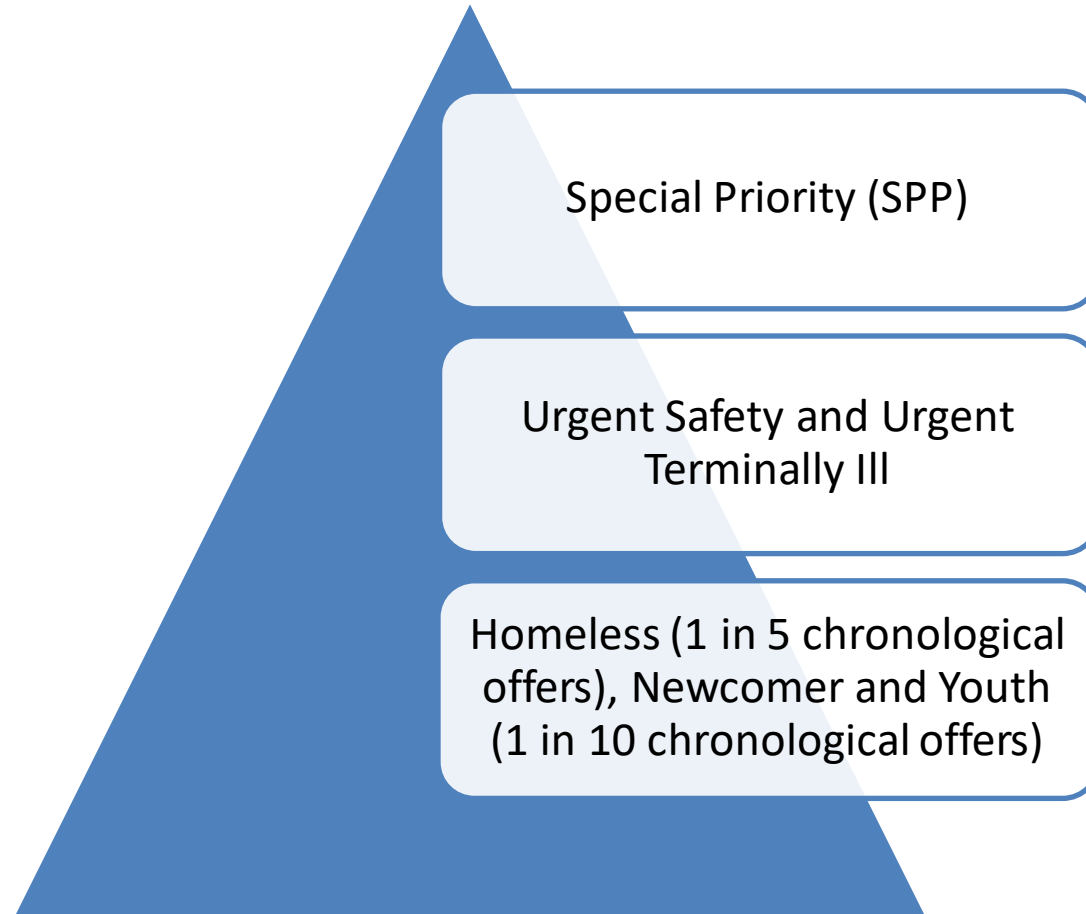 Special Priority (SPP)
Urgent Safety and Urgent
Terminally Ill
Homeless (1 in 5 chronological
offers), Newcomer and Youth
(1 in 10 chronological offers)